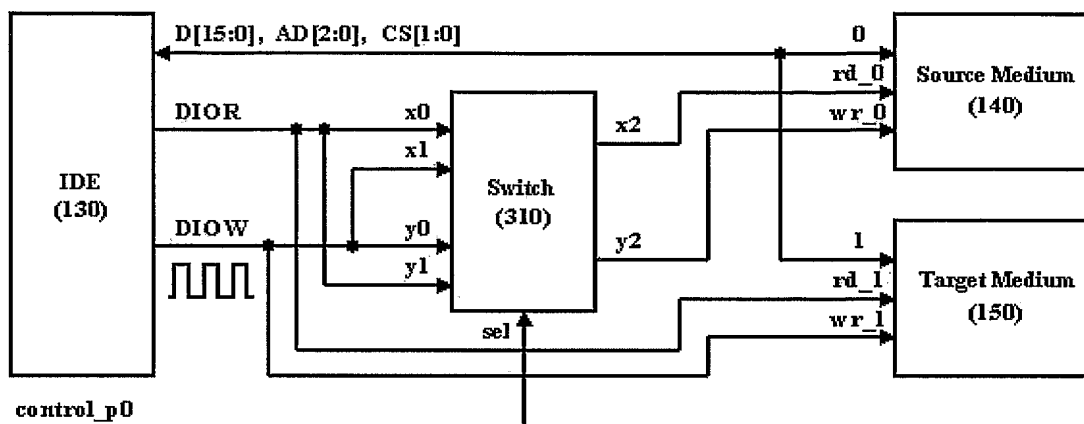 D[15:0], AD[2:0], CS[1:0]
0
rd_0
wr_0
Source Medium
(140)
DIOR
x0
x1
x2
IDE
(130)
Switch
(310)
DIOW
y0
y1
y2
1
rd_1
wr_1
Target Medium
(150)
sel
control_p0